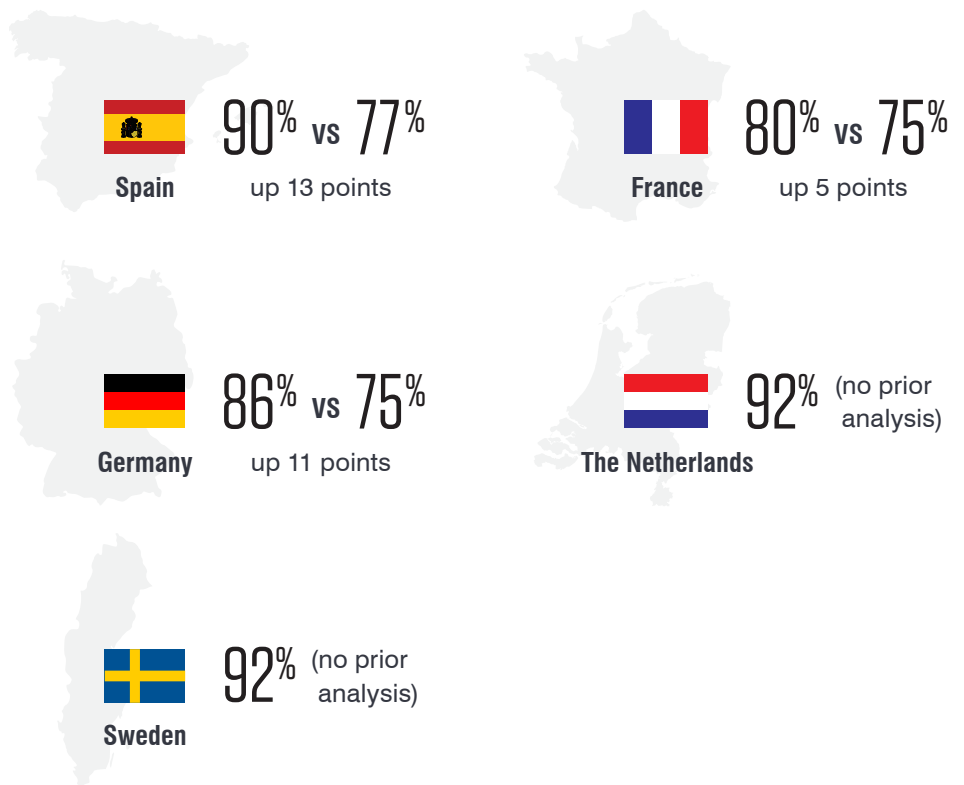 90% vs 77%
Spain
up 13 points
80% vs 75%
France
up 5 points
86% vs 75%
Germany
up 11 points
92% (no prior
analysis)
The Netherlands
92% (no prior
analysis)
Sweden